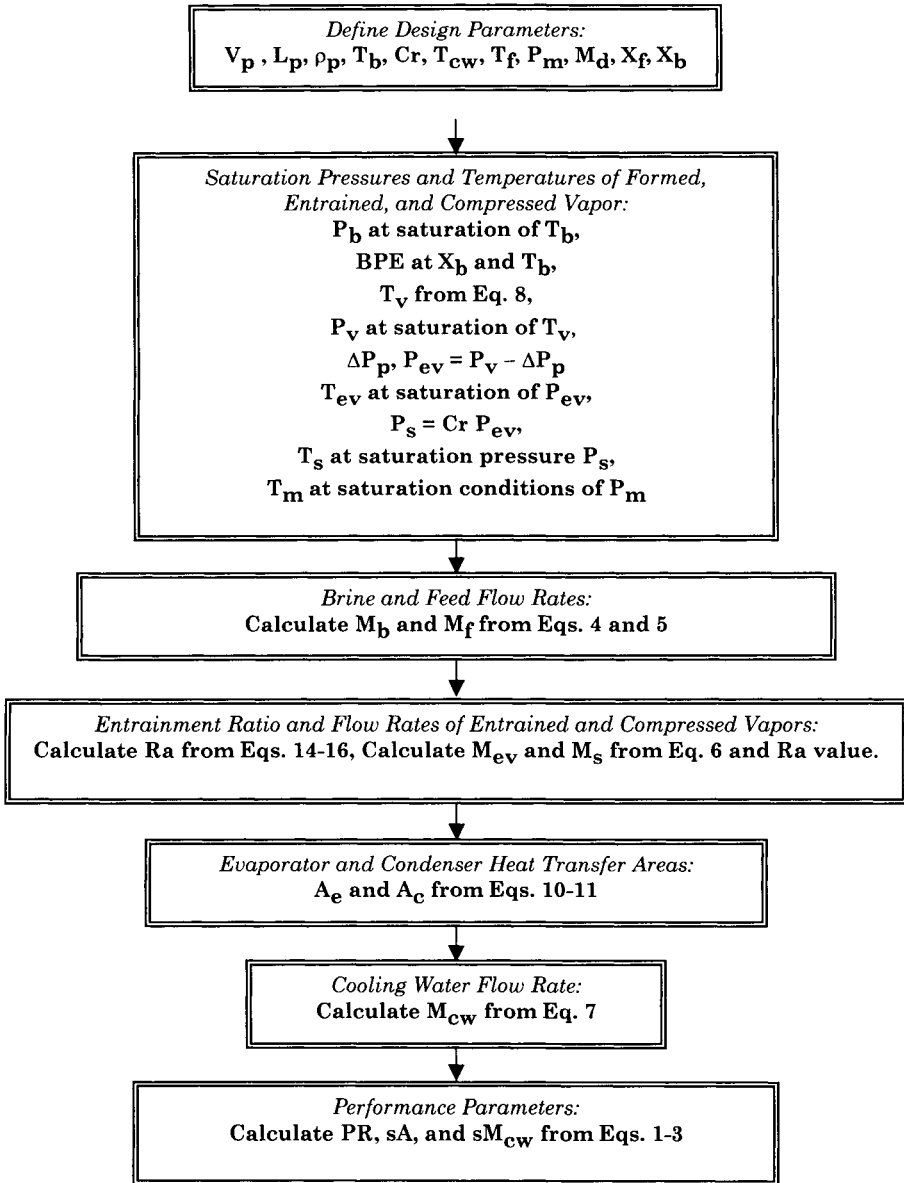 Define Design Parameters:
Vp , Lp, ρp, Tb, Cr, Tcw, Tf, Pm, Md, Xf, Xb
Saturation Pressures and Temperatures of Formed,
Entrained, and Compressed Vapor:
Pb at saturation of Tb,
BPE at Xb and Tb,
Tv from Eq. 8,
Pv at saturation of Tv,
ΔPp, Pev = Pv – ΔPp
Tev at saturation of Pev,
Ps = Cr Pev,
Ts at saturation pressure Ps,
Tm at saturation conditions of Pm
Brine and Feed Flow Rates:
Calculate Mb and Mf from Eqs. 4 and 5
Entrainment Ratio and Flow Rates of Entrained and Compressed Vapors:
Calculate Ra from Eqs. 14-16, Calculate Mev and Ms from Eq. 6 and Ra value.
Evaporator and Condenser Heat Transfer Areas:
Ae and Ac from Eqs. 10-11
Cooling Water Flow Rate:
Calculate Mcw from Eq. 7
Performance Parameters:
Calculate PR, sA, and sMcw from Eqs. 1-3